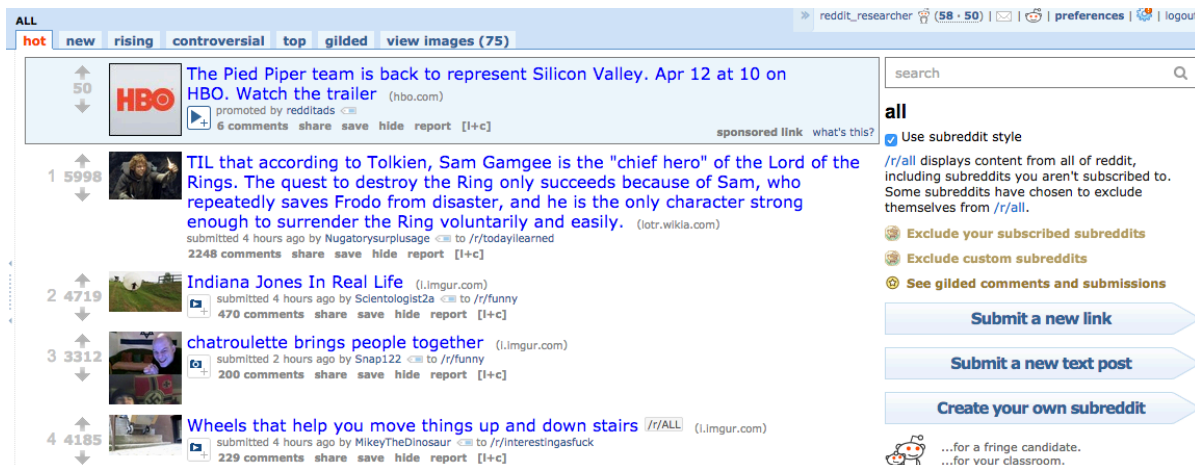 ALL
» reddit_researcher (58 · 50) | | | preferences | | logout
hot new rising controversial top gilded view images (75)
50
HBO
The Pied Piper team is back to represent Silicon Valley. Apr 12 at 10 on
HBO. Watch the trailer (hbo.com)
promoted by redditads
6 comments share save hide report [l+c]
sponsored link what's this?
1 5998
TIL that according to Tolkien, Sam Gamgee is the "chief hero" of the Lord of the
Rings. The quest to destroy the Ring only succeeds because of Sam, who
repeatedly saves Frodo from disaster, and he is the only character strong
enough to surrender the Ring voluntarily and easily. (lotr.wikia.com)
submitted 4 hours ago by Nugatorysurplusage to /r/todayilearned
2248 comments share save hide report [l+c]
2 4719
Indiana Jones In Real Life (i.imgur.com)
submitted 4 hours ago by Scientologist2a to /r/funny
470 comments share save hide report [l+c]
3 3312
chatroulette brings people together (i.imgur.com)
submitted 2 hours ago by Snap122 to /r/funny
200 comments share save hide report [l+c]
4 4185
Wheels that help you move things up and down stairs /r/ALL (i.imgur.com)
submitted 4 hours ago by MikeyTheDinosaur to /r/interestingasfuck
229 comments share save hide report [l+c]
search
all
Use subreddit style
/r/all displays content from all of reddit,
including subreddits you aren't subscribed to.
Some subreddits have chosen to exclude
themselves from /r/all.
Exclude your subscribed subreddits
Exclude custom subreddits
See gilded comments and submissions
Submit a new link
Submit a new text post
Create your own subreddit
...for a fringe candidate.
...for your classroom.